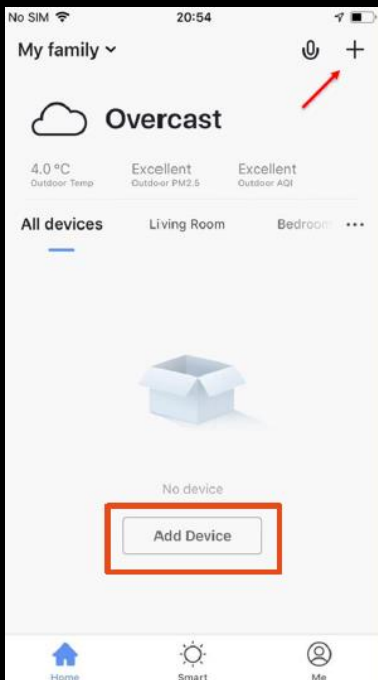 No SIM 20:54
My family
Overcast
4.0 °C Excellent Excellent
Outdoor Temp Outdoor PM2.5 Outdoor AQI
All devices Living Room Bedroom ...
No device
Add Device
Home Smart Me